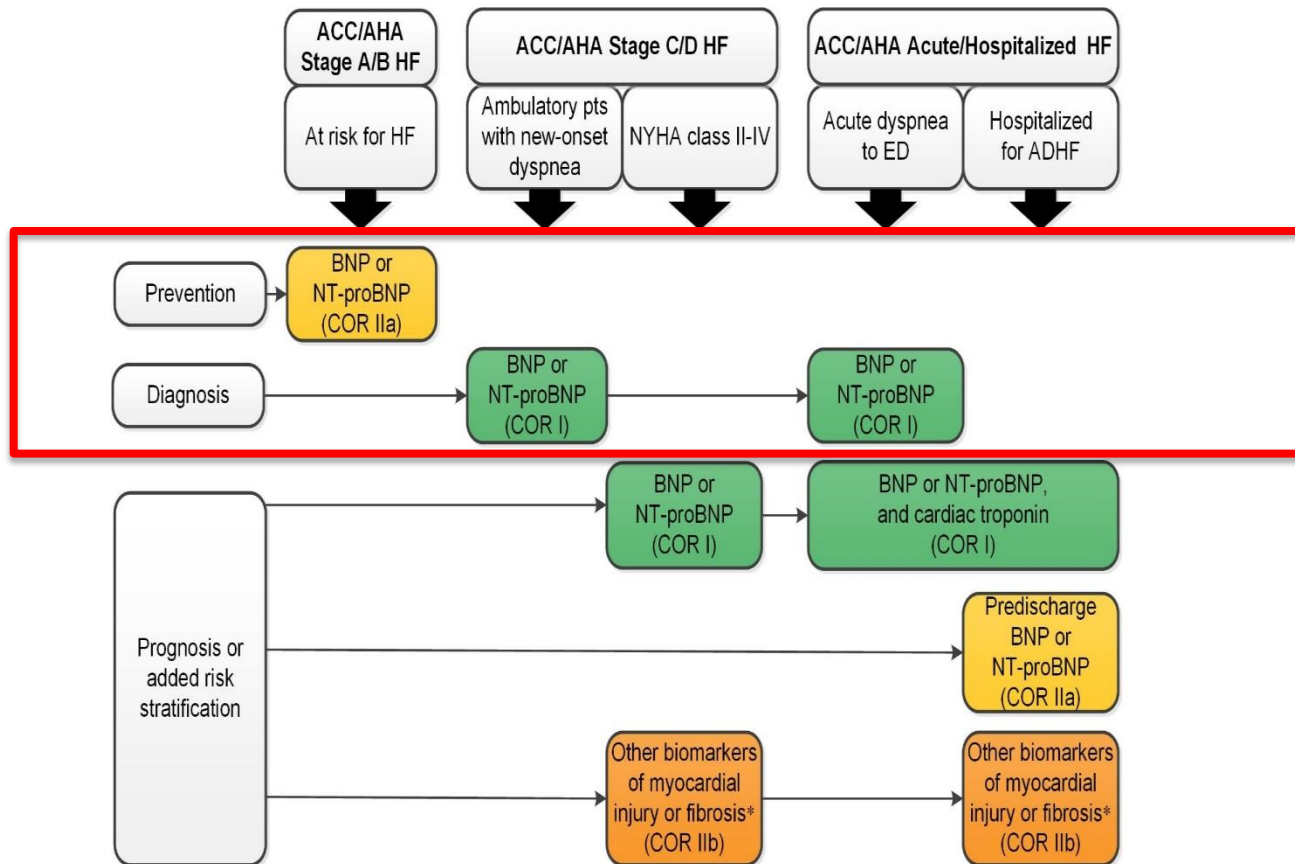 ACC/AHA
Stage A/B HF
ACC/AHA Stage C/D HF
ACC/AHA Acute/Hospitalized HF
At risk for HF
Ambulatory pts
with new-onset
dyspnea
NYHA class II-IV
Acute dyspnea
to ED
Hospitalized
for ADHF
Prevention
BNP or
NT-proBNP
(COR IIa)
Diagnosis
BNP or
NT-proBNP
(COR I)
BNP or
NT-proBNP
(COR I)
Prognosis or
added risk
stratification
BNP or
NT-proBNP
(COR I)
BNP or NT-proBNP,
and cardiac troponin
(COR I)
Predischarge
BNP or
NT-proBNP
(COR IIa)
Other biomarkers
of myocardial
injury or fibrosis*
(COR IIb)
Other biomarkers
of myocardial
injury or fibrosis*
(COR IIb)